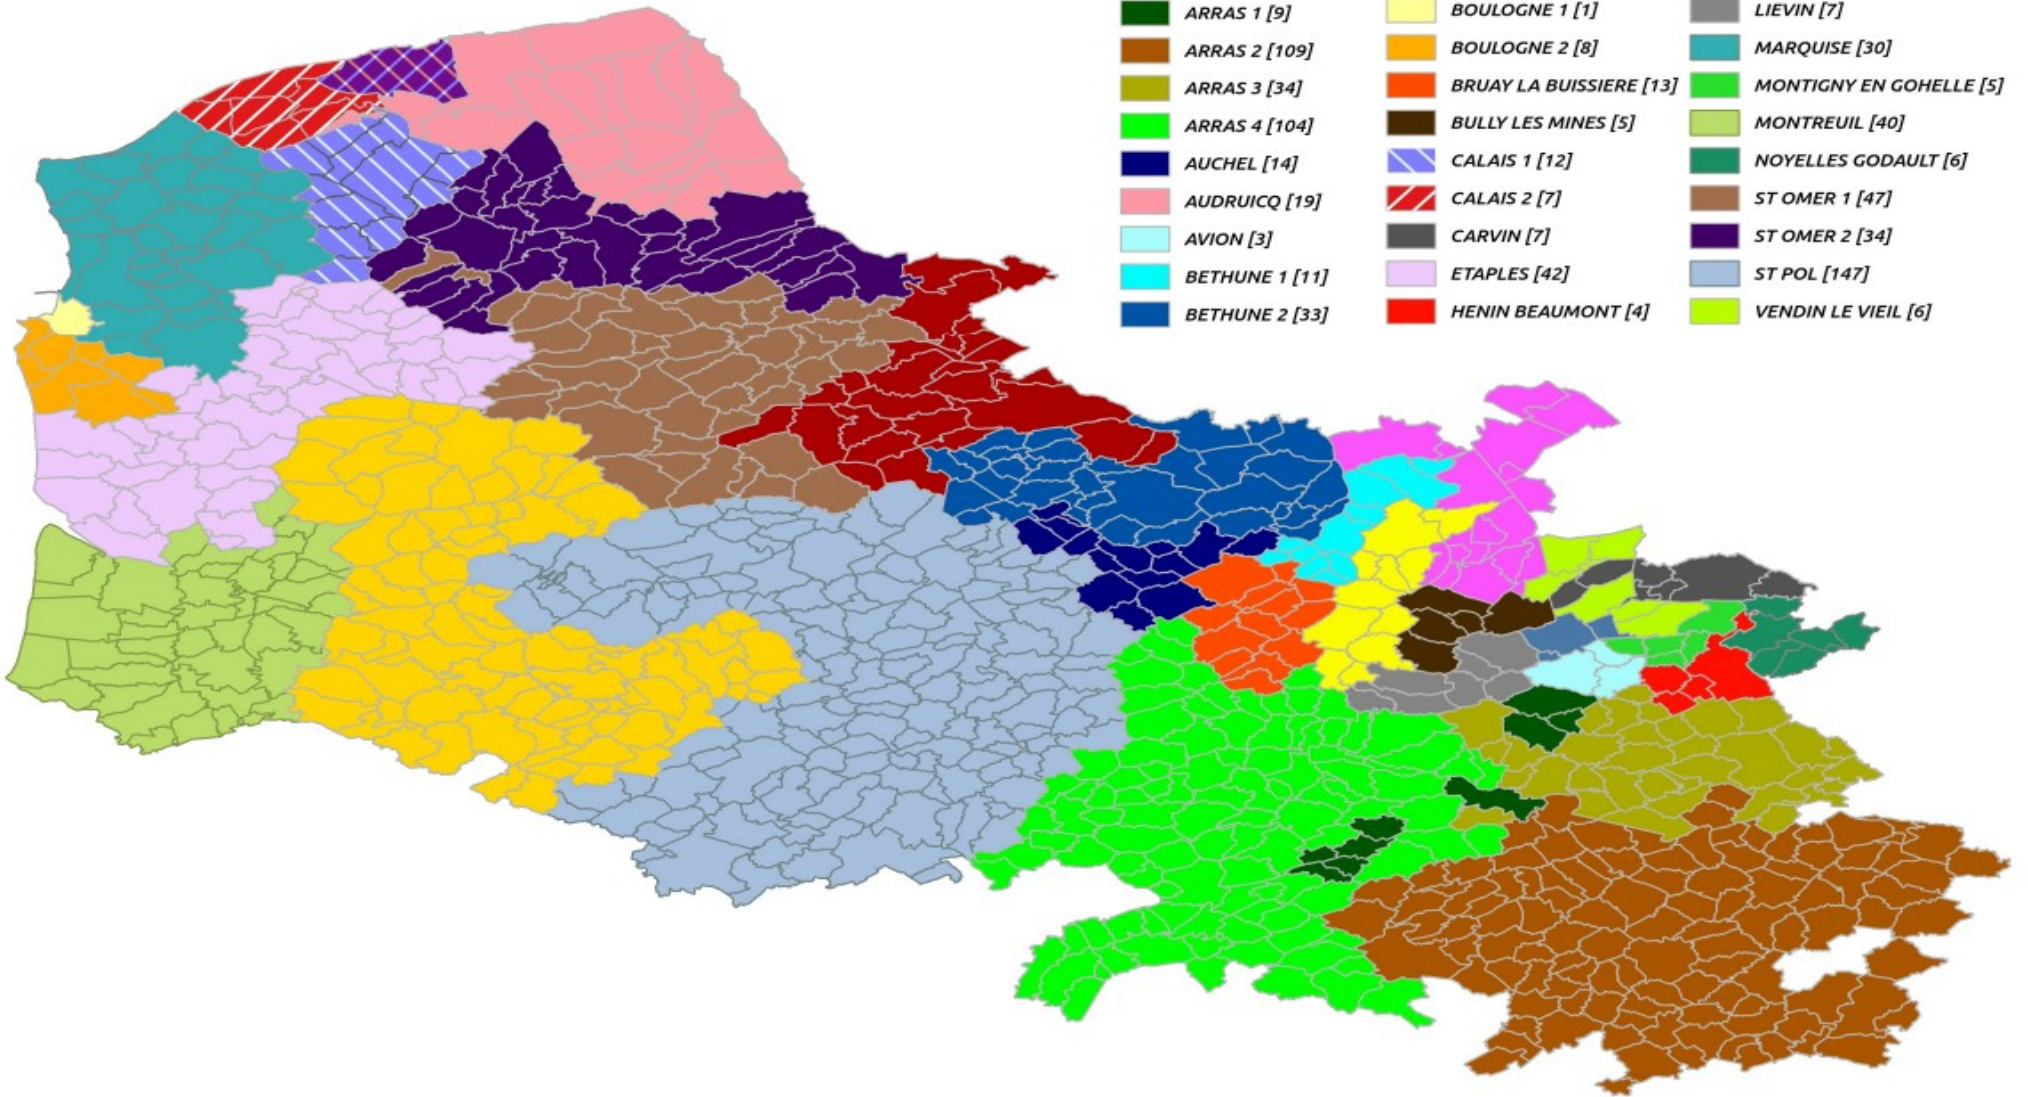 ARRAS 1 [9]
ARRAS 2 [109]
ARRAS 3 [34]
ARRAS 4 [104]
AUCHEL [14]
AUDRUICQ [19]
AVION [3]
BETHUNE 1 [11]
BETHUNE 2 [33]
BOULOGNE 1 [1]
BOULOGNE 2 [8]
BRUAY LA BUISSIERE [13]
BULLY LES MINES [5]
CALAIS 1 [12]
CALAIS 2 [7]
CARVIN [7]
ETAPLES [42]
HENIN BEAUMONT [4]
LIEVIN [7]
MARQUISE [30]
MONTIGNY EN GOHELLE [5]
MONTREUIL [40]
NOYELLES GODAULT [6]
ST OMER 1 [47]
ST OMER 2 [34]
ST POL [147]
VENDIN LE VIEIL [6]